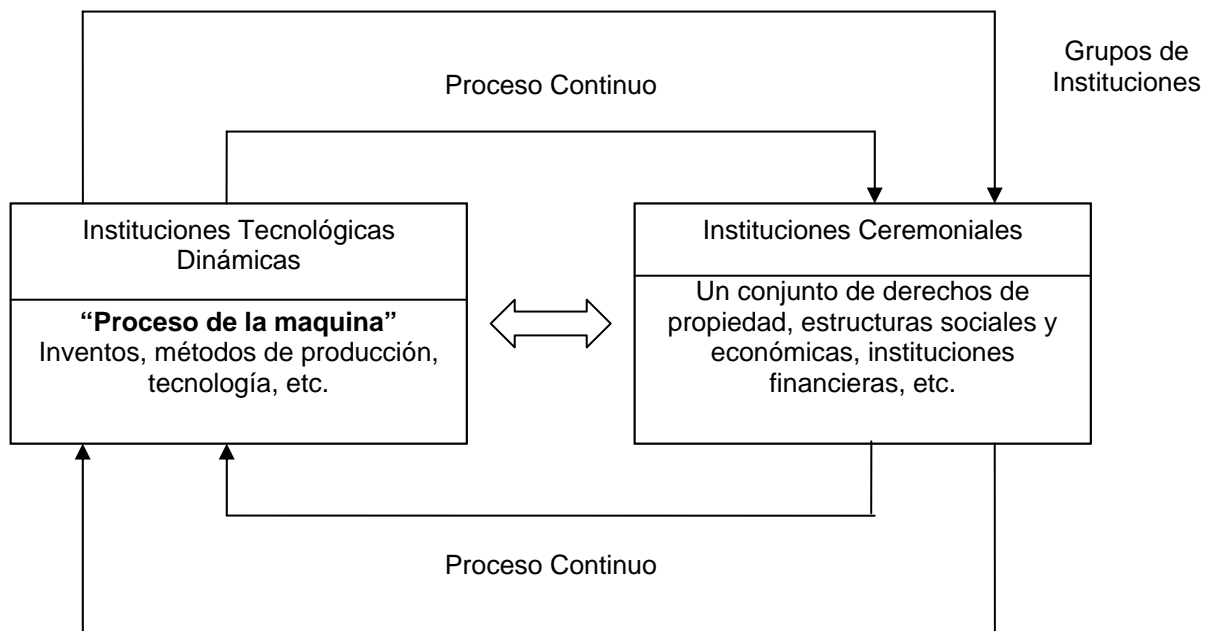 Grupos de
Instituciones
Proceso Continuo
Instituciones Tecnológicas
Dinámicas
“Proceso de la maquina”
Inventos, métodos de producción,
tecnología, etc.
Instituciones Ceremoniales
Un conjunto de derechos de
propiedad, estructuras sociales y
económicas, instituciones
financieras, etc.
Proceso Continuo